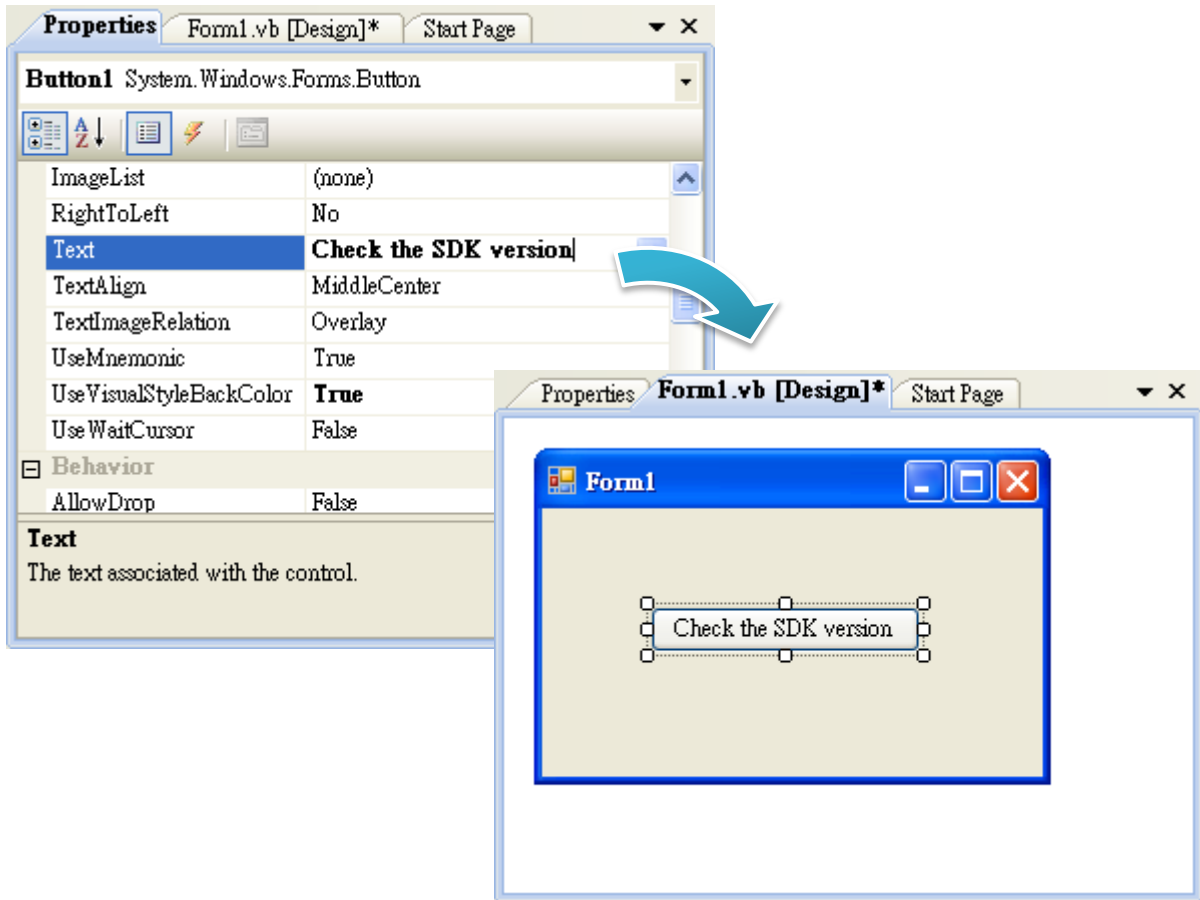 Properties Form1.vb [Design]* Start Page
Button1 System.Windows.Forms.Button
A Z
ImageList (none)
RightToLeft No
Text Check the SDK version
TextAlign MiddleCenter
TextImageRelation Overlay
UseMnemonic True
UseVisualStyleBackColor True
UseWaitCursor False
Behavior
AllowDrop False
Text
The text associated with the control.
Properties Form1.vb [Design]* Start Page
Form1
Check the SDK version